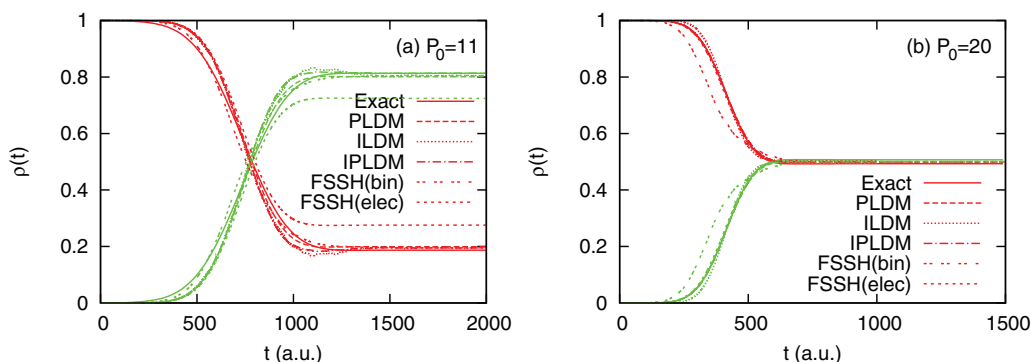 (a) P0=11
1
0.8
0.6
0.4
0.2
0
ρ(t)
Exact
PLDM
ILDM
IPLDM
FSSH(bin)
FSSH(elec)
0 500 1000 1500 2000
t (a.u.)
(b) P0=20
1
0.8
0.6
0.4
0.2
0
ρ(t)
Exact
PLDM
ILDM
IPLDM
FSSH(bin)
FSSH(elec)
0 500 1000 1500
t (a.u.)